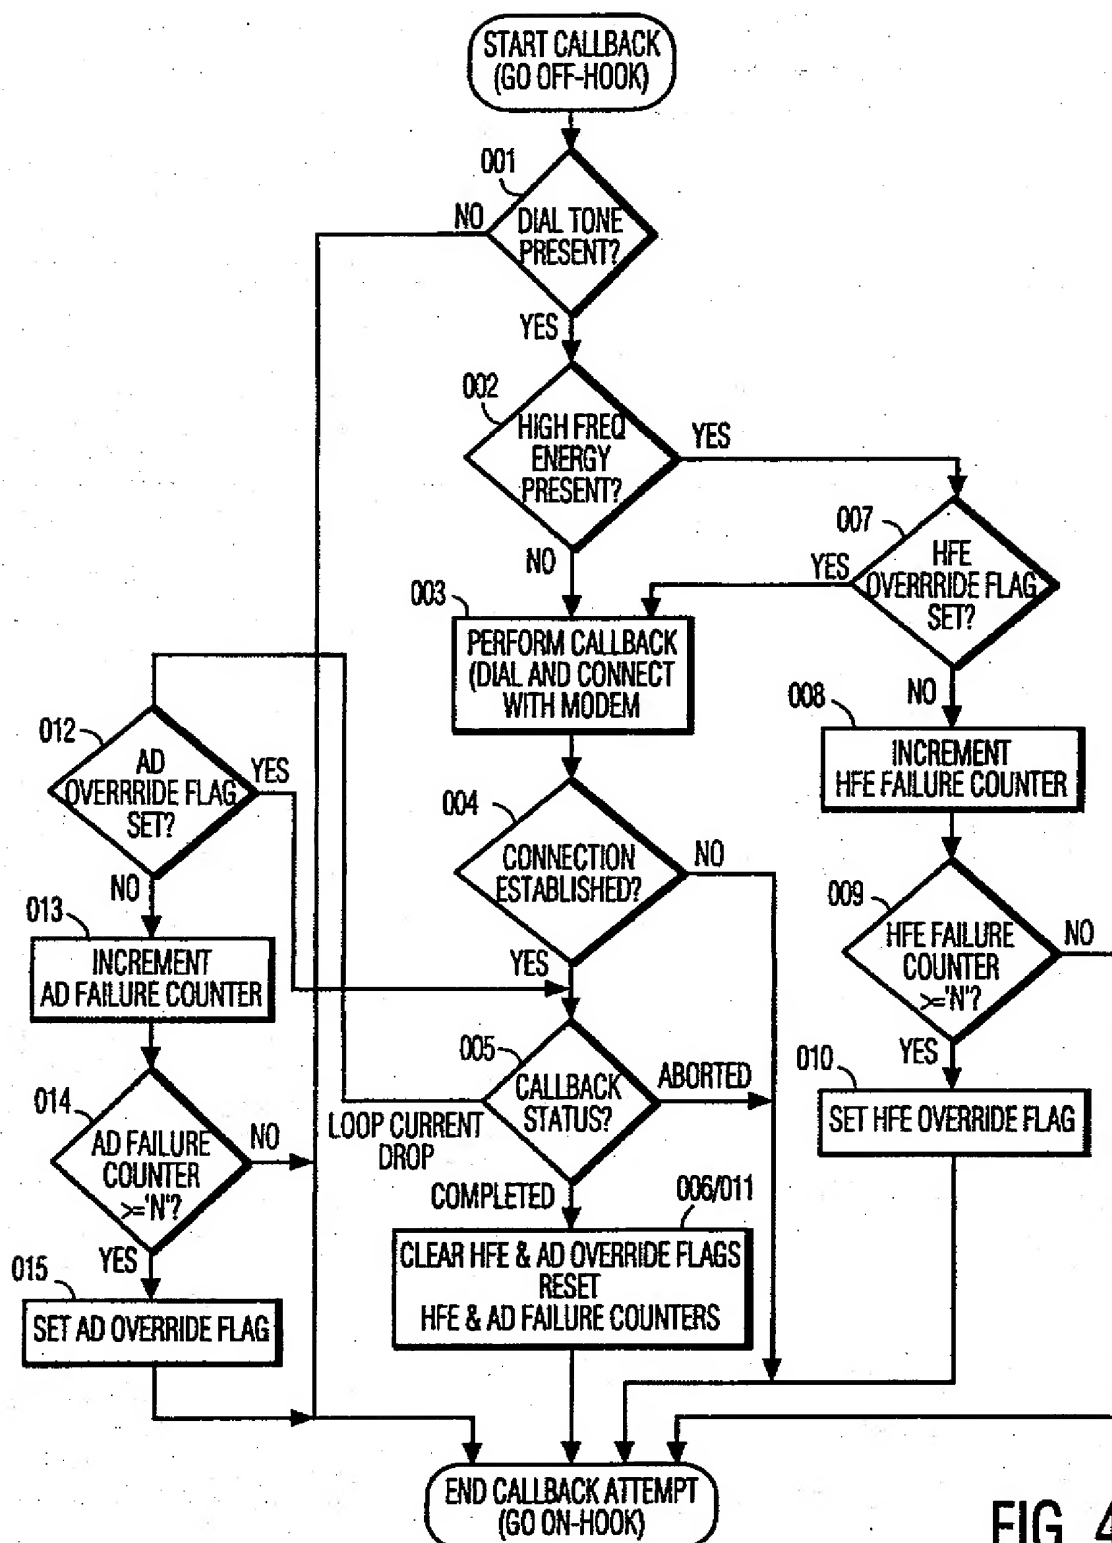 START CALLBACK
(GO OFF-HOOK)
001
DIAL TONE
PRESENT?
NO
YES
002
HIGH FREQ
ENERGY
PRESENT?
YES
NO
007
HFE
OVERRRIDE FLAG
SET?
YES
NO
003
PERFORM CALLBACK
(DIAL AND CONNECT
WITH MODEM
008
INCREMENT
HFE FAILURE COUNTER
012
AD
OVERRRIDE FLAG
SET?
YES
NO
004
CONNECTION
ESTABLISHED?
NO
YES
009
HFE FAILURE
COUNTER
>='N'?
NO
YES
013
INCREMENT
AD FAILURE COUNTER
005
CALLBACK
STATUS?
ABORTED
LOOP CURRENT
DROP
COMPLETED
010
SET HFE OVERRIDE FLAG
014
AD FAILURE
COUNTER
>='N'?
NO
YES
006/011
CLEAR HFE & AD OVERRIDE FLAGS
RESET
HFE & AD FAILURE COUNTERS
015
SET AD OVERRIDE FLAG
END CALLBACK ATTEMPT
(GO ON-HOOK)
FIG. 4